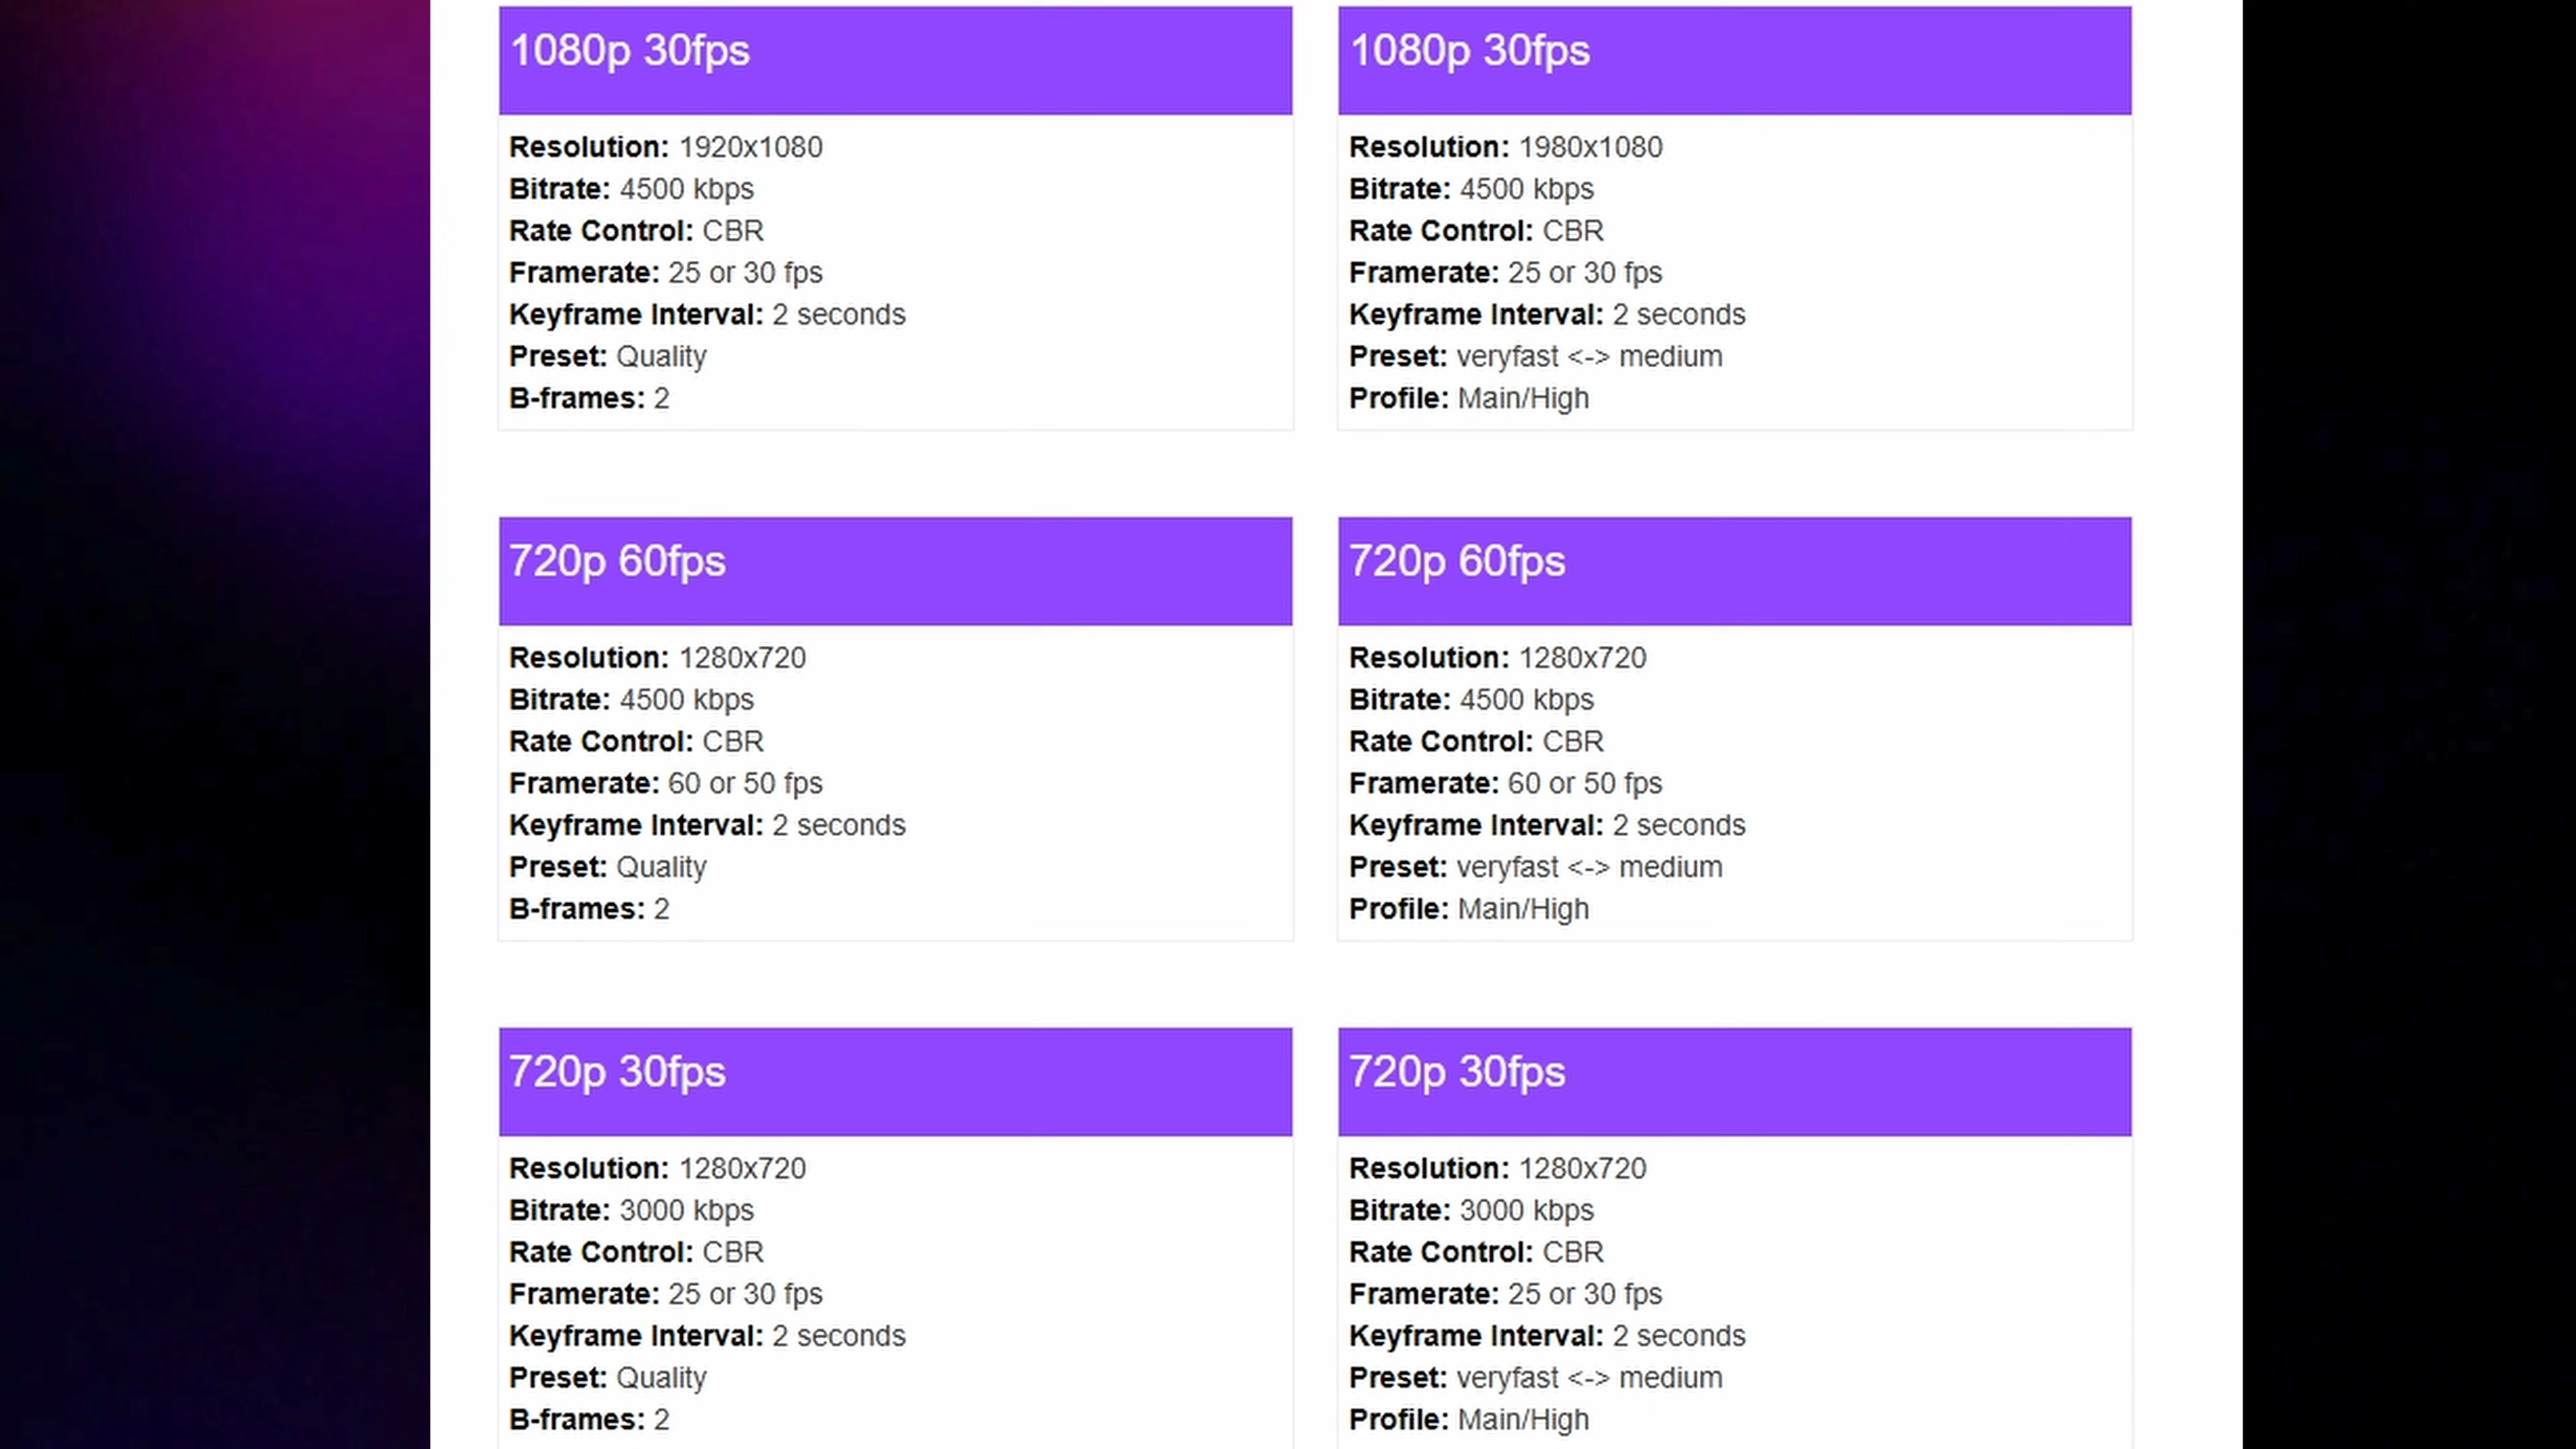 1080p 30fps
Resolution: 1920x1080
Bitrate: 4500 kbps
Rate Control: CBR
Framerate: 25 or 30 fps
Keyframe Interval: 2 seconds
Preset: Quality
B-frames: 2
1080p 30fps
Resolution: 1980x1080
Bitrate: 4500 kbps
Rate Control: CBR
Framerate: 25 or 30 fps
Keyframe Interval: 2 seconds
Preset: veryfast <-> medium
Profile: Main/High
720p 60fps
Resolution: 1280x720
Bitrate: 4500 kbps
Rate Control: CBR
Framerate: 60 or 50 fps
Keyframe Interval: 2 seconds
Preset: Quality
B-frames: 2
720p 60fps
Resolution: 1280x720
Bitrate: 4500 kbps
Rate Control: CBR
Framerate: 60 or 50 fps
Keyframe Interval: 2 seconds
Preset: veryfast <-> medium
Profile: Main/High
720p 30fps
Resolution: 1280x720
Bitrate: 3000 kbps
Rate Control: CBR
Framerate: 25 or 30 fps
Keyframe Interval: 2 seconds
Preset: Quality
B-frames: 2
720p 30fps
Resolution: 1280x720
Bitrate: 3000 kbps
Rate Control: CBR
Framerate: 25 or 30 fps
Keyframe Interval: 2 seconds
Preset: veryfast <-> medium
Profile: Main/High